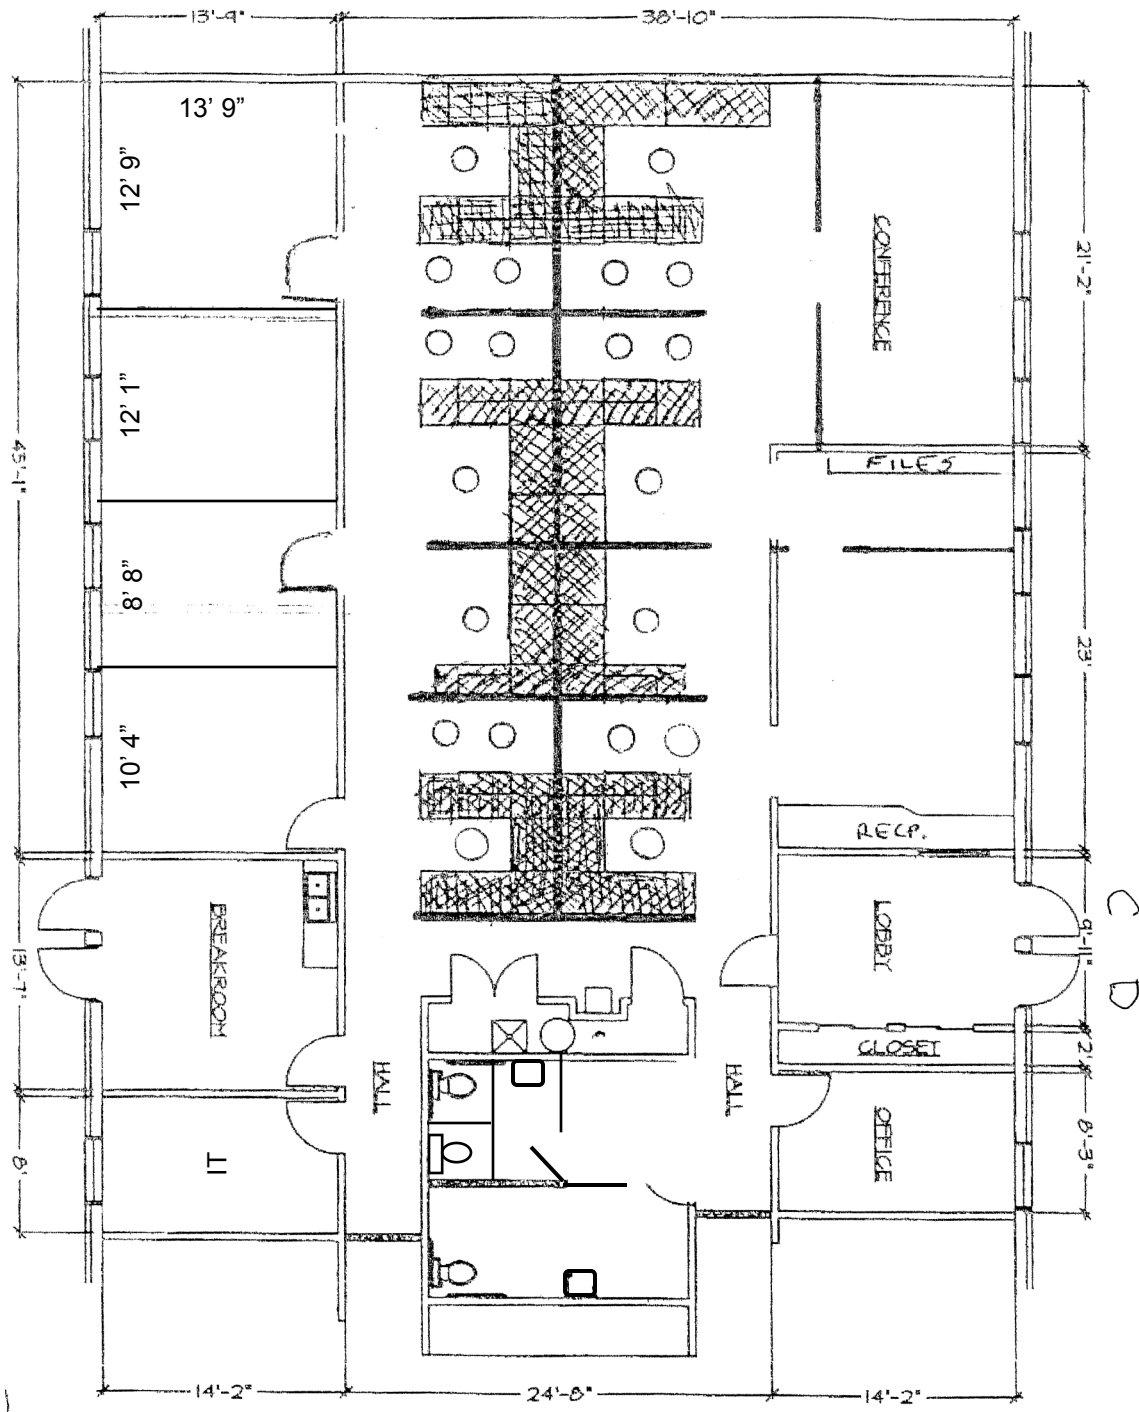 13'-9"
38'-10"
13' 9"
12' 9"
CONFERENCE
21'-2"
12' 1"
FILES
43'-1"
8' 8"
23'
10' 4"
RECP.
C D
BREAKROOM
LOBBY
9'-11"
13'-7"
CLOSET
2'
HALL
HALL
OFFICE
8'-3"
IT
8'
14'-2"
24'-8"
14'-2"